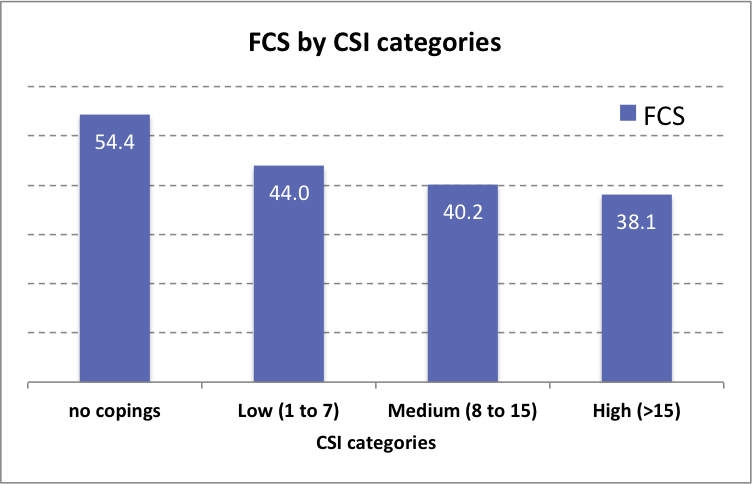 FCS by CSI categories
FCS
54.4
44.0
40.2
38.1
no copings
Low (1 to 7)
Medium (8 to 15)
High (>15)
CSI categories